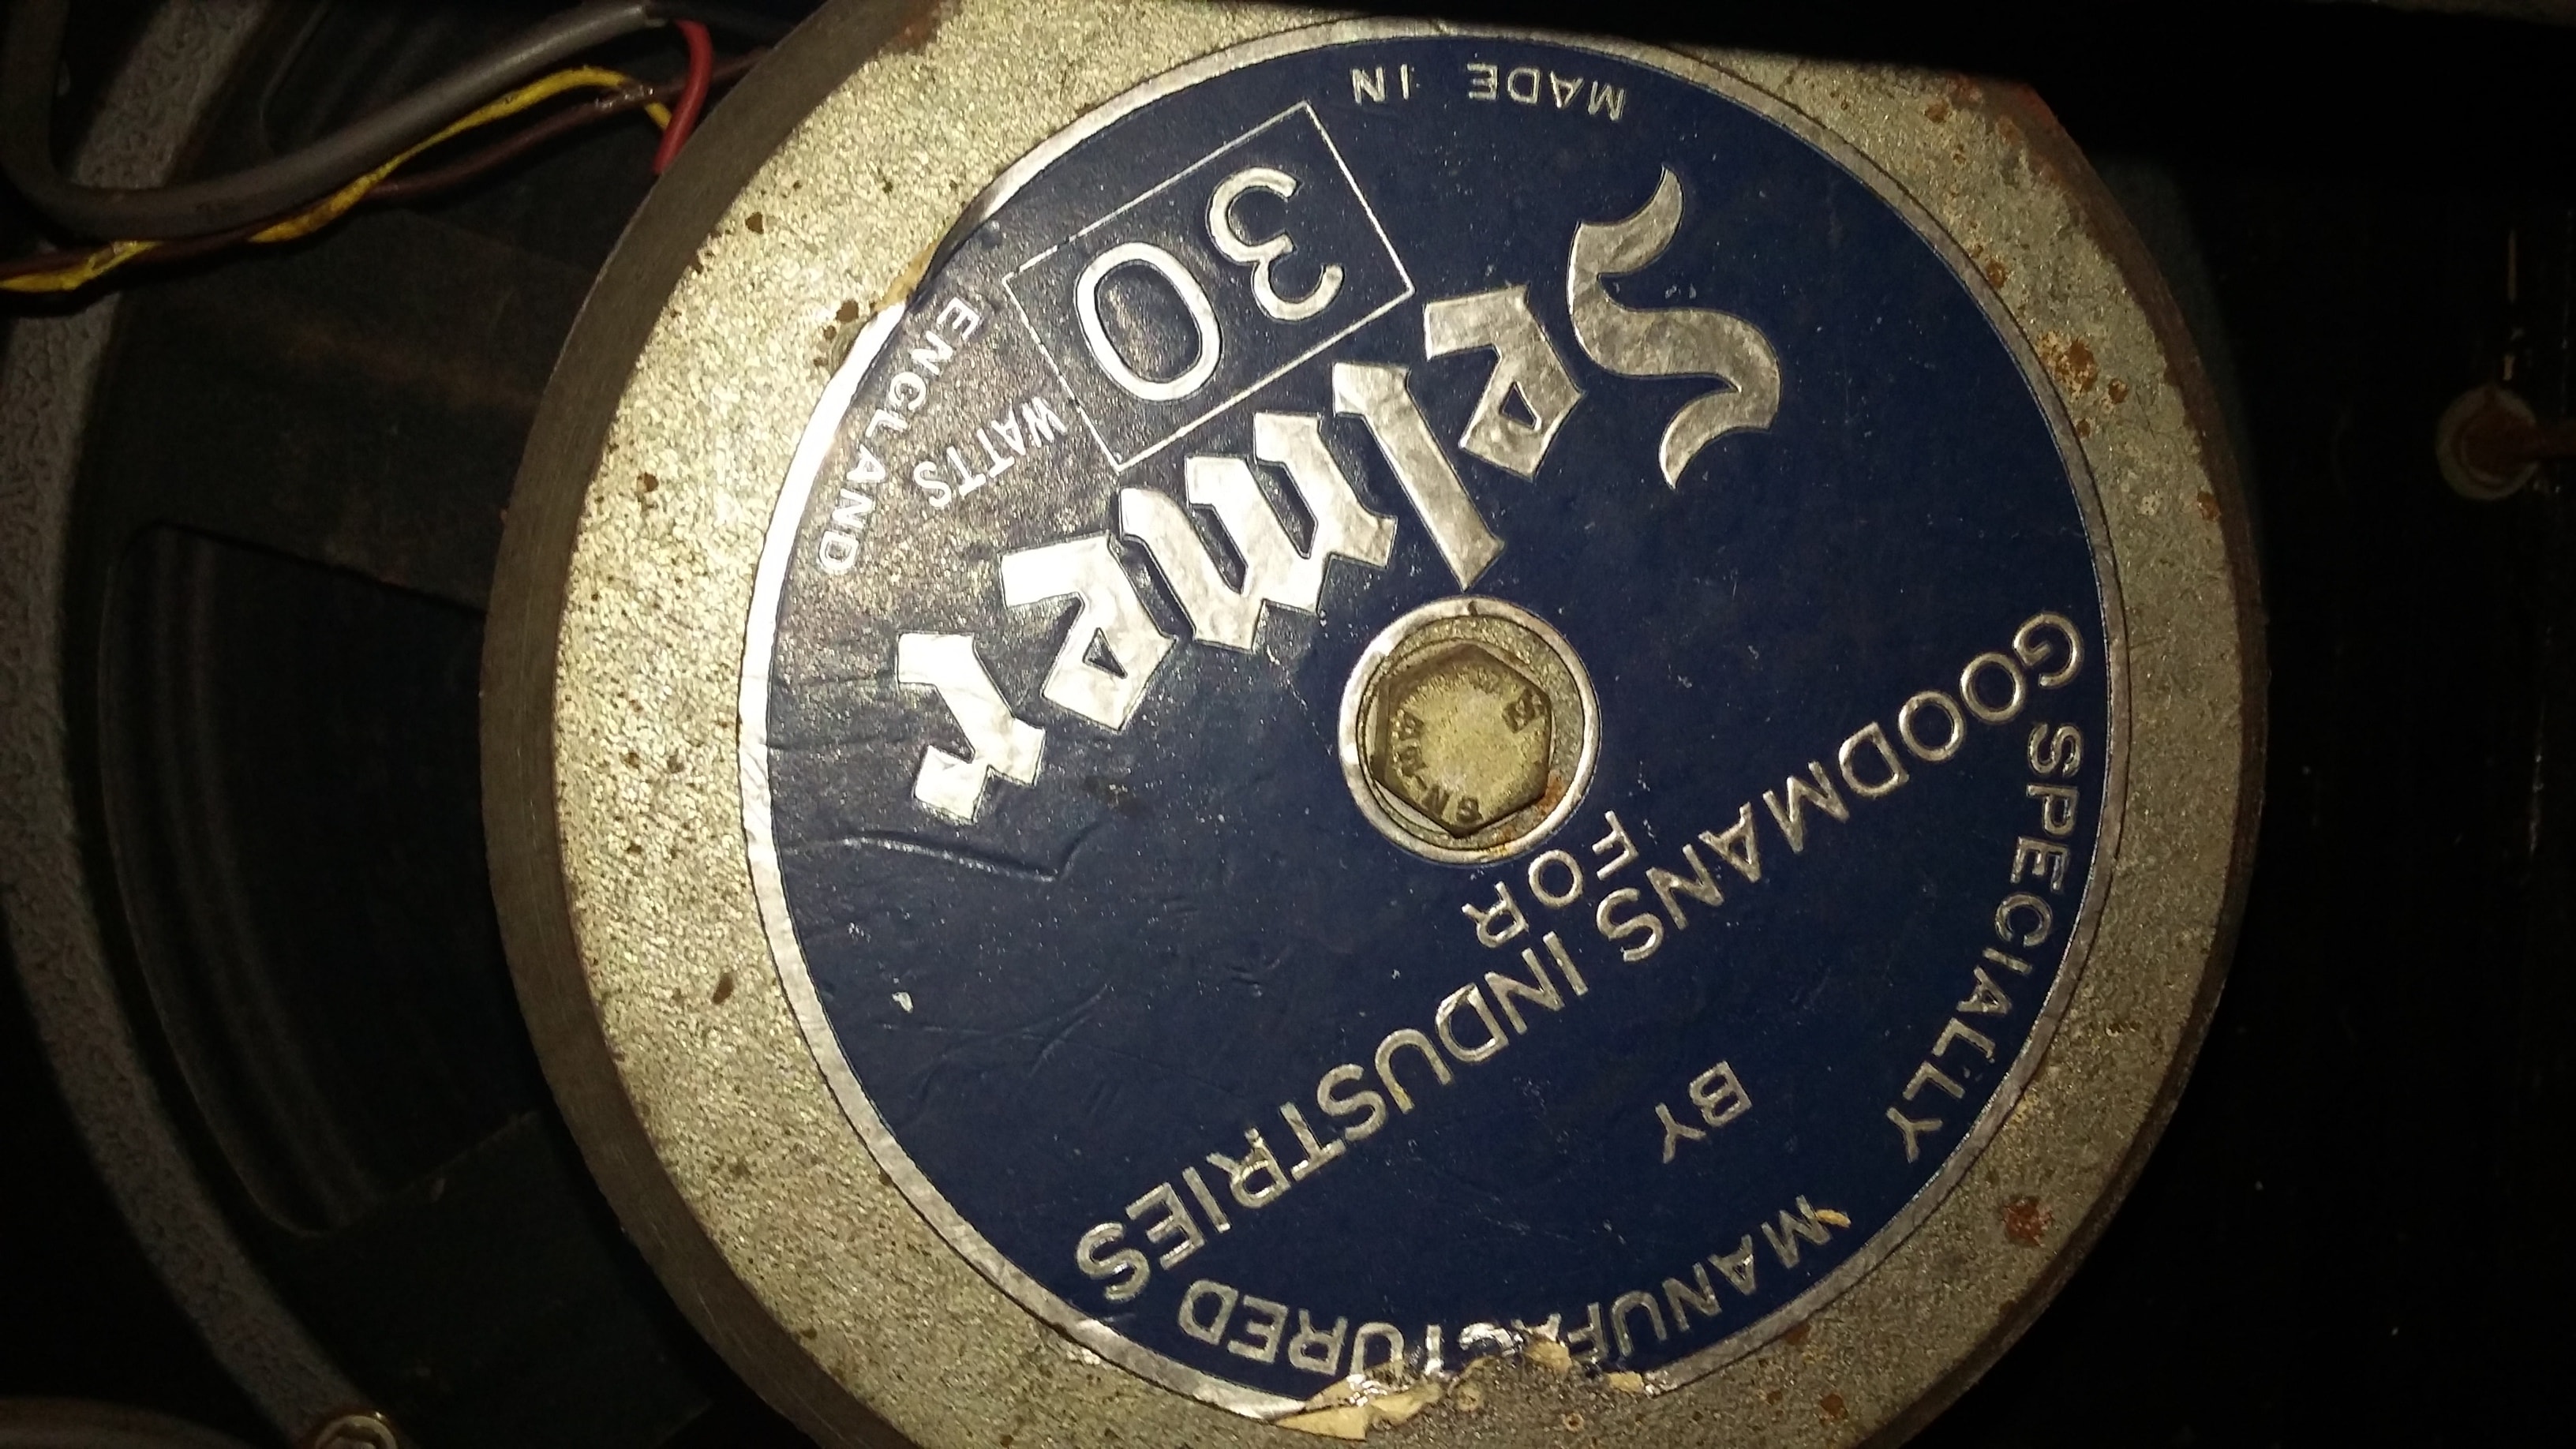 SPECIALLY MANUFACTURED
BY
GOODMANS INDUSTRIES
FOR
Selmer
30
WATTS
MADE IN ENGLAND